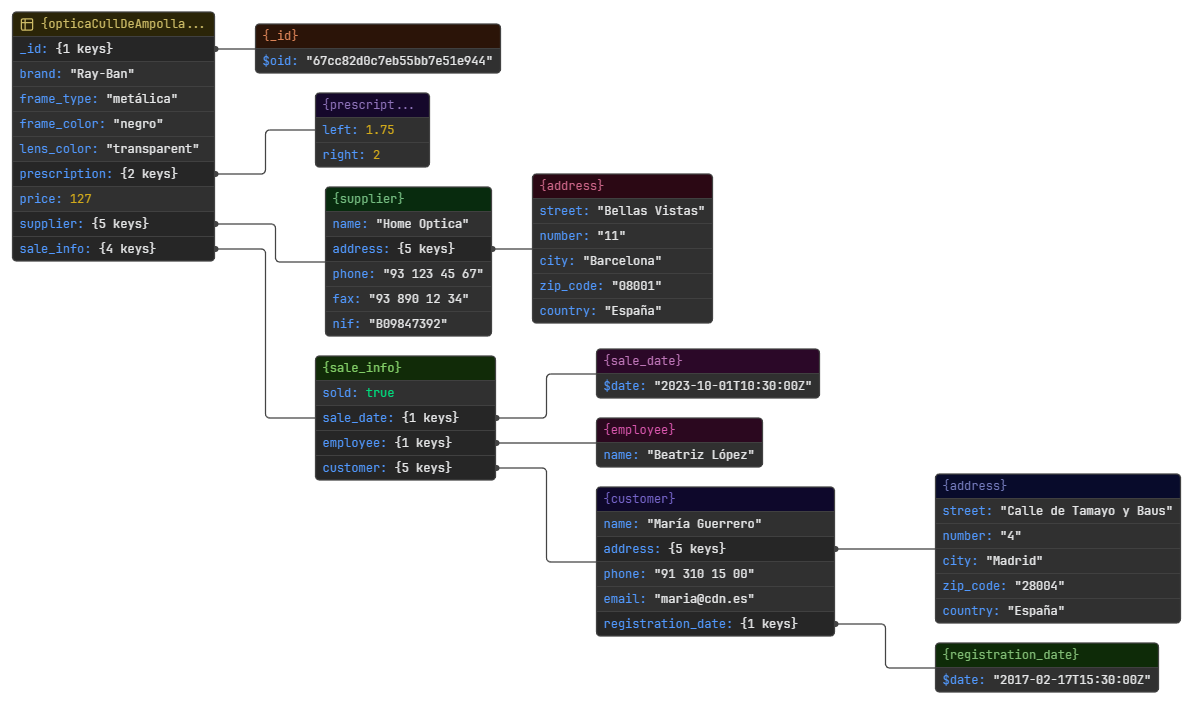 {opticaCullDeAmpolla...
_id: {1 keys}
brand: "Ray-Ban"
frame_type: "metálica"
frame_color: "negro"
lens_color: "transparent"
prescription: {2 keys}
price: 127
supplier: {5 keys}
sale_info: {4 keys}
{_id}
$oid: "67cc82d0c7eb55bb7e51e944"
{prescript...
left: 1.75
right: 2
{supplier}
name: "Home Optica"
address: {5 keys}
phone: "93 123 45 67"
fax: "93 890 12 34"
nif: "B09847392"
{address}
street: "Bellas Vistas"
number: "11"
city: "Barcelona"
zip_code: "08001"
country: "España"
{sale_info}
sold: true
sale_date: {1 keys}
employee: {1 keys}
customer: {5 keys}
{sale_date}
$date: "2023-10-01T10:30:00Z"
{employee}
name: "Beatriz López"
{customer}
name: "María Guerrero"
address: {5 keys}
phone: "91 310 15 00"
email: "maria@cdn.es"
registration_date: {1 keys}
{address}
street: "Calle de Tamayo y Baus"
number: "4"
city: "Madrid"
zip_code: "28004"
country: "España"
{registration_date}
$date: "2017-02-17T15:30:00Z"